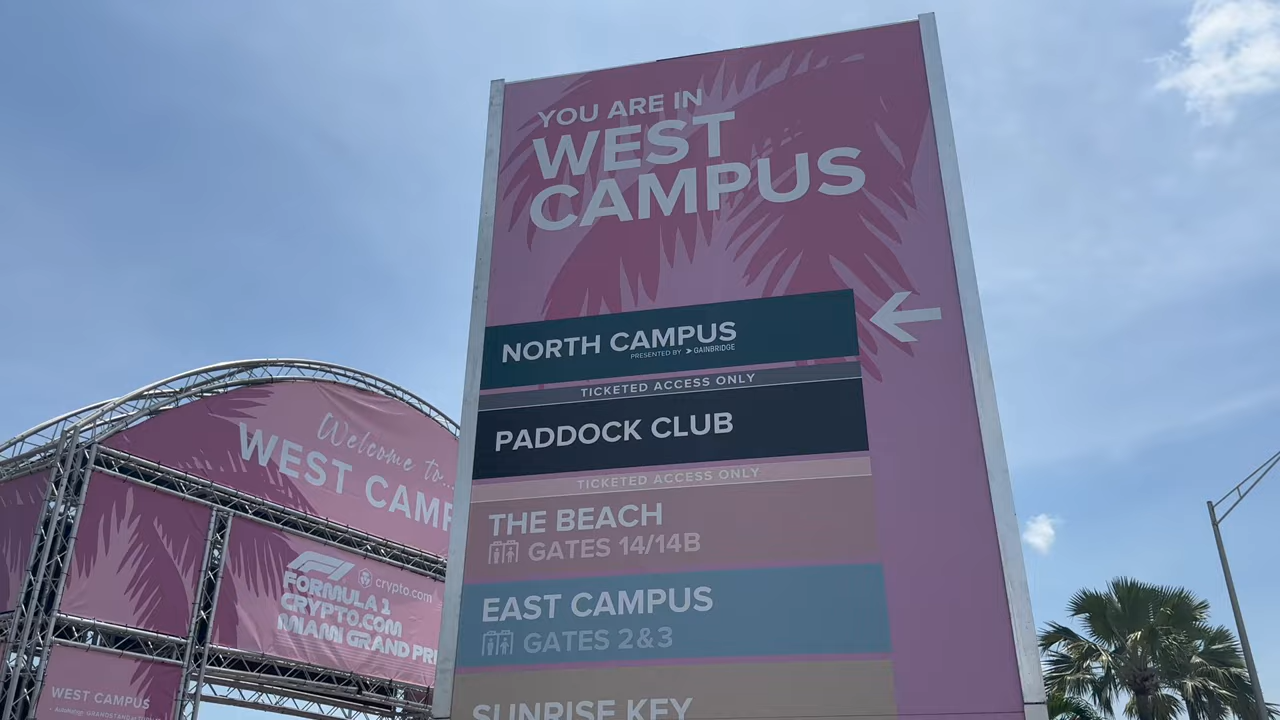 YOU ARE IN
WEST
CAMPUS
NORTH CAMPUS
PRESENTED BY GAINBRIDGE
TICKETED ACCESS ONLY
PADDOCK CLUB
TICKETED ACCESS ONLY
THE BEACH
GATES 14/14B
EAST CAMPUS
GATES 2&3
SUNRISE KEY
Welcome to...
WEST CAMP
crypto.com
FORMULA 1
CRYPTO.COM
MIAMI GRAND PRI
WEST CAMPUS